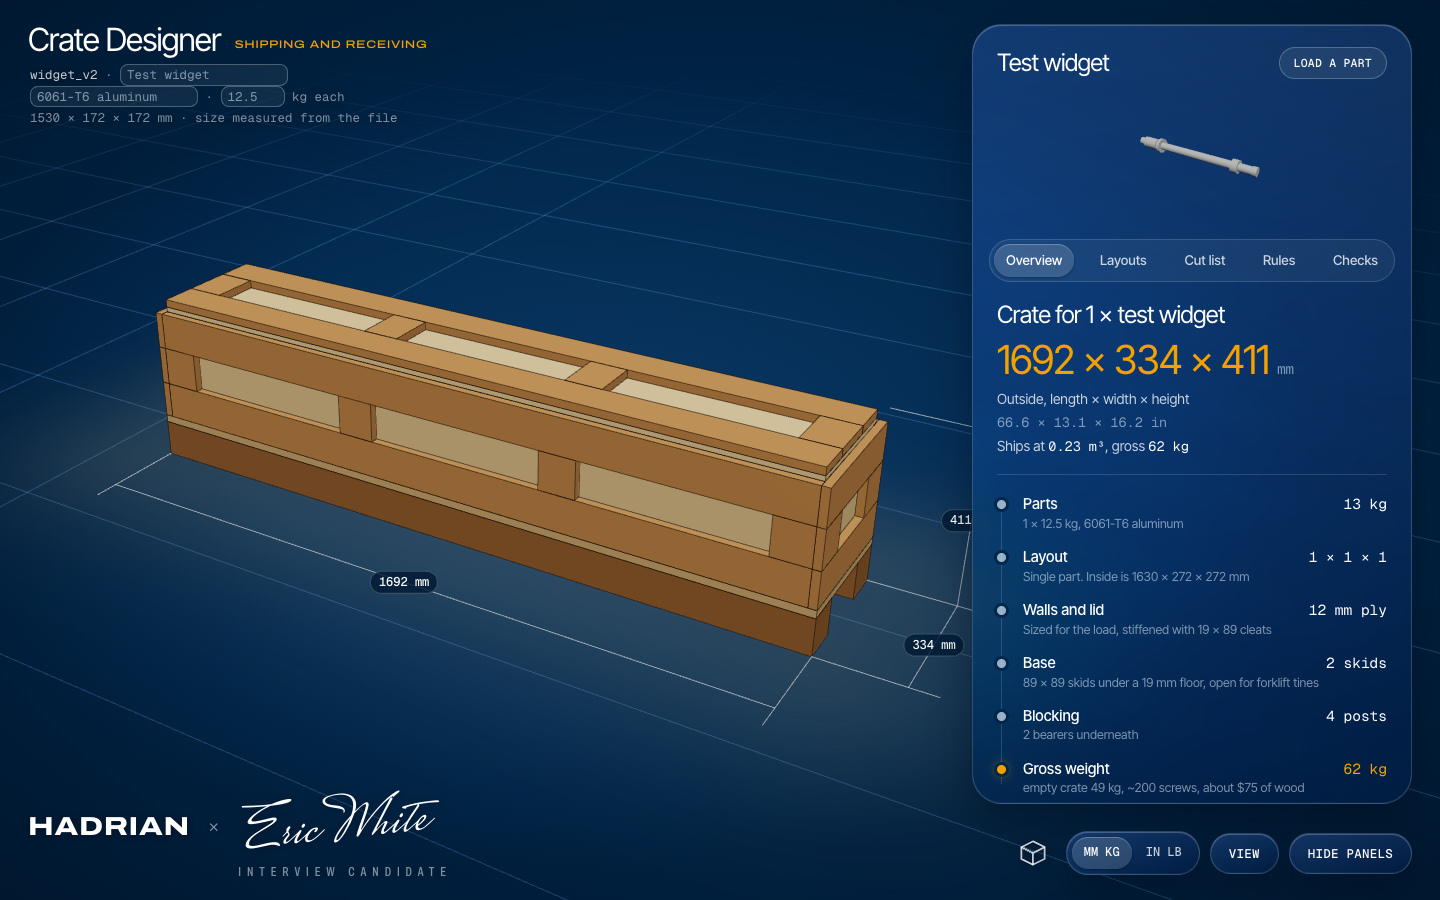 Crate Designer SHIPPING AND RECEIVING
widget_v2 · Test widget
6061-T6 aluminum · 12.5 kg each
1530 × 172 × 172 mm · size measured from the file
1692 mm
411
334 mm
HADRIAN × Eric White
INTERVIEW CANDIDATE
Test widget LOAD A PART
Overview Layouts Cut list Rules Checks
Crate for 1 × test widget
1692 × 334 × 411 mm
Outside, length × width × height
66.6 × 13.1 × 16.2 in
Ships at 0.23 m³, gross 62 kg
Parts 13 kg
1 × 12.5 kg, 6061-T6 aluminum
Layout 1 × 1 × 1
Single part. Inside is 1630 × 272 × 272 mm
Walls and lid 12 mm ply
Sized for the load, stiffened with 19 × 89 cleats
Base 2 skids
89 × 89 skids under a 19 mm floor, open for forklift tines
Blocking 4 posts
2 bearers underneath
Gross weight 62 kg
empty crate 49 kg, ~200 screws, about $75 of wood
MM KG IN LB VIEW HIDE PANELS